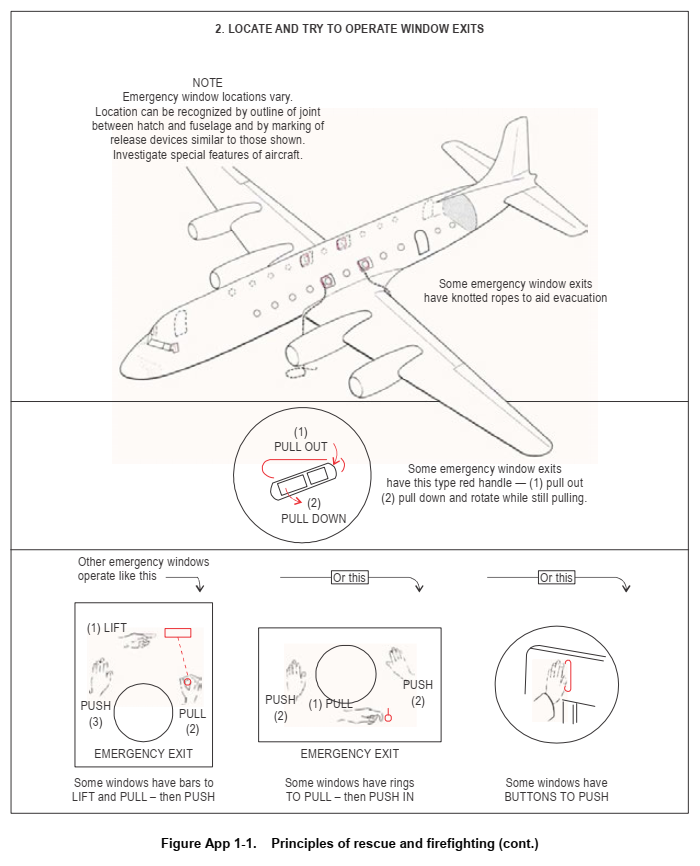 2. LOCATE AND TRY TO OPERATE WINDOW EXITS
NOTE
Emergency window locations vary.
Location can be recognized by outline of joint
between hatch and fuselage and by marking of
release devices similar to those shown.
Investigate special features of aircraft.
Some emergency window exits
have knotted ropes to aid evacuation
(1)
PULL OUT
(2)
PULL DOWN
Some emergency window exits
have this type red handle — (1) pull out
(2) pull down and rotate while still pulling.
Other emergency windows
operate like this
(1) LIFT
PUSH
(3)
PULL
(2)
EMERGENCY EXIT
Some windows have bars to
LIFT and PULL – then PUSH
Or this
PUSH
(2)
(1) PULL
PUSH
(2)
EMERGENCY EXIT
Some windows have rings
TO PULL – then PUSH IN
Or this
Some windows have
BUTTONS TO PUSH
Figure App 1-1. Principles of rescue and firefighting (cont.)